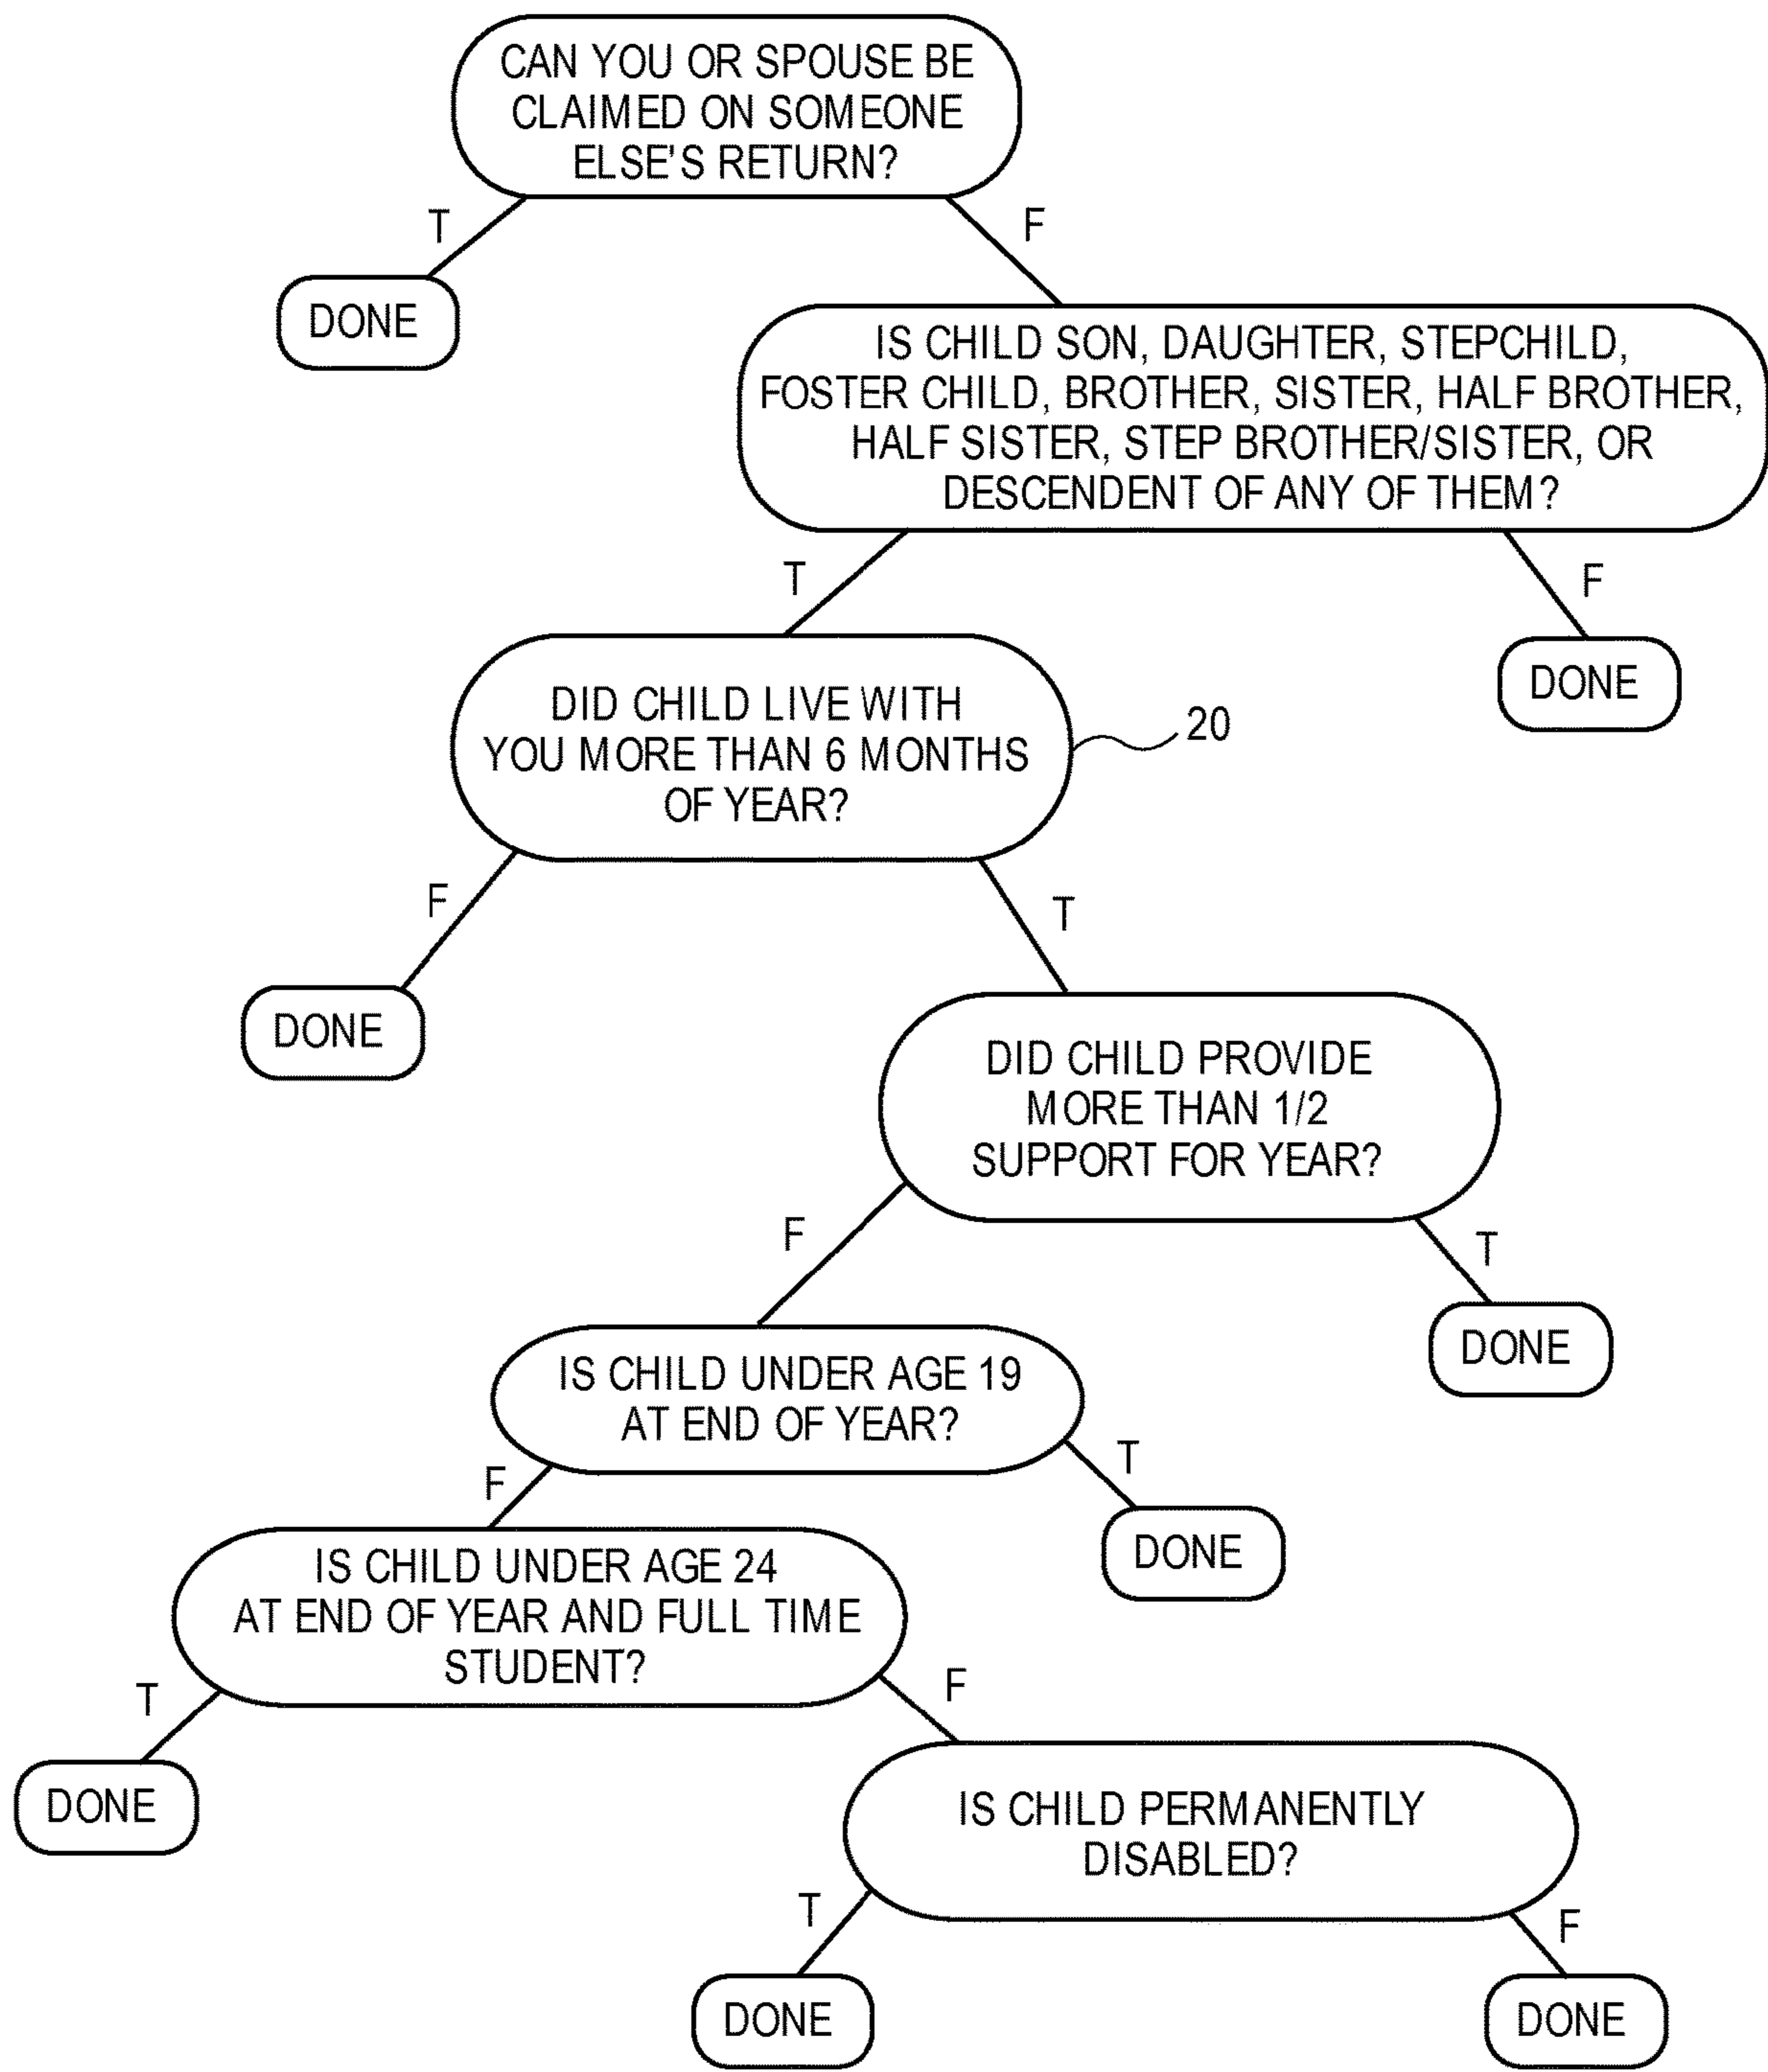 CAN YOU OR SPOUSE BE
CLAIMED ON SOMEONE
ELSE'S RETURN?
T
F
DONE
IS CHILD SON, DAUGHTER, STEPCHILD,
FOSTER CHILD, BROTHER, SISTER, HALF BROTHER,
HALF SISTER, STEP BROTHER/SISTER, OR
DESCENDENT OF ANY OF THEM?
T
F
DONE
DID CHILD LIVE WITH
YOU MORE THAN 6 MONTHS
OF YEAR?
20
F
T
DONE
DID CHILD PROVIDE
MORE THAN 1/2
SUPPORT FOR YEAR?
F
T
DONE
IS CHILD UNDER AGE 19
AT END OF YEAR?
F
T
DONE
IS CHILD UNDER AGE 24
AT END OF YEAR AND FULL TIME
STUDENT?
T
F
DONE
IS CHILD PERMANENTLY
DISABLED?
T
F
DONE
DONE